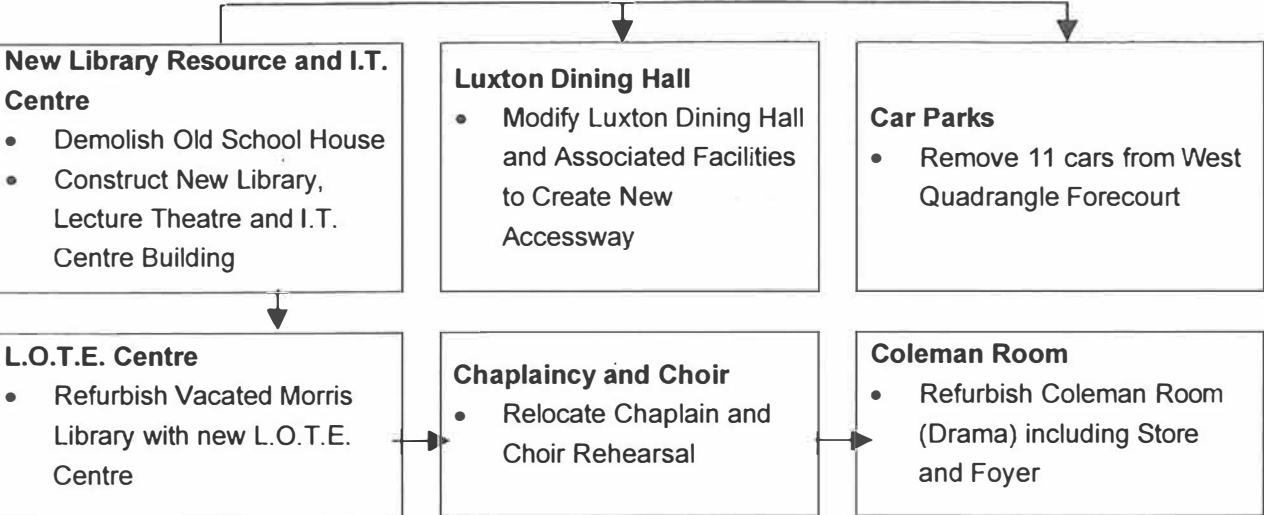 New Library Resource and I.T.
Centre
• Demolish Old School House
• Construct New Library,
Lecture Theatre and I.T.
Centre Building
Luxton Dining Hall
• Modify Luxton Dining Hall
and Associated Facilities
to Create New
Accessway
Car Parks
• Remove 11 cars from West
Quadrangle Forecourt
L.O.T.E. Centre
• Refurbish Vacated Morris
Library with new L.O.T.E.
Centre
Chaplaincy and Choir
• Relocate Chaplain and
Choir Rehearsal
Coleman Room
• Refurbish Coleman Room
(Drama) including Store
and Foyer